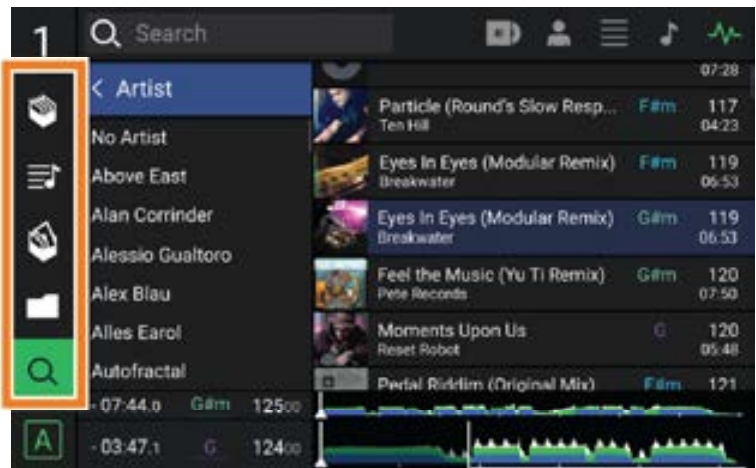 1
Search
07:28
< Artist
No Artist
Above East
Alan Corrinder
Alessio Gualtoro
Alex Blau
Alles Earol
Autofractal
Particle (Round's Slow Resp... F#m 117
Ten Hill 04:23
Eyes In Eyes (Modular Remix) F#m 119
Breakwater 06:53
Eyes In Eyes (Modular Remix) G#m 119
Breakwater 06:53
Feel the Music (Yu Ti Remix) G#m 120
Pete Records 07:50
Moments Upon Us G 120
Reset Robot 05:48
Pedal Riddim (Original Mix) F#m 121
- 07:44.0 G#m 12500
A
- 03:47.1 G 12400